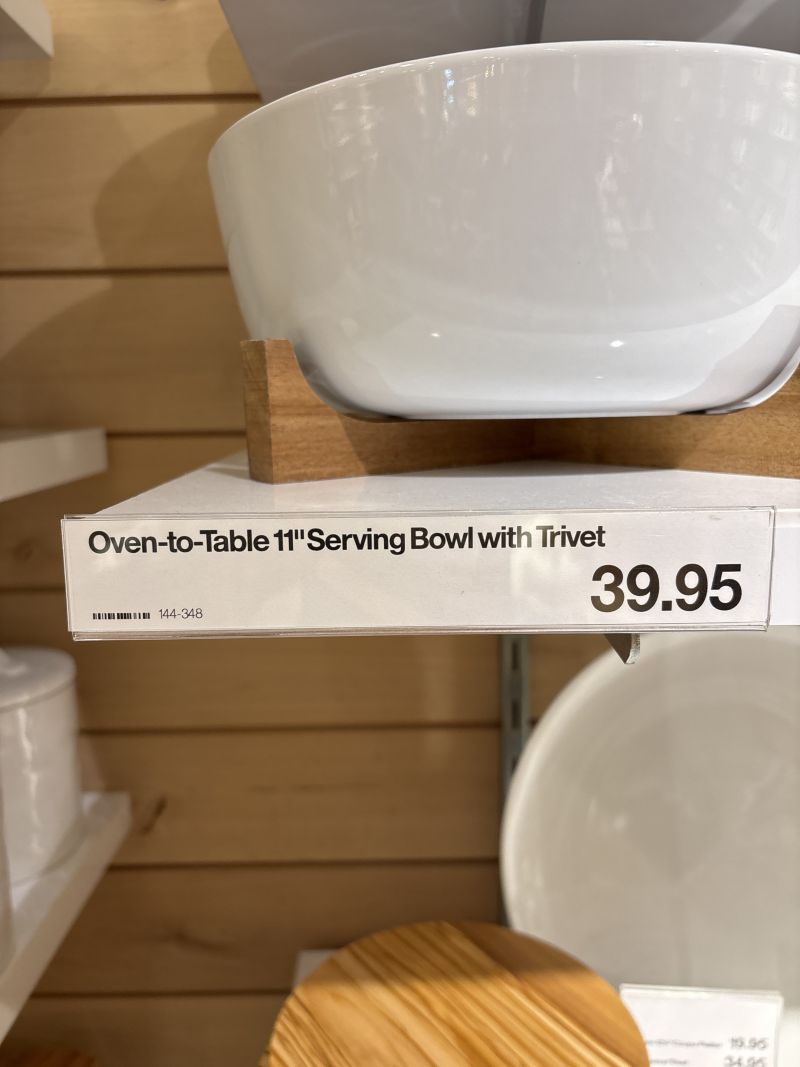 Oven-to-Table 11" Serving Bowl with Trivet
39.95
144-348
19.95
34.95